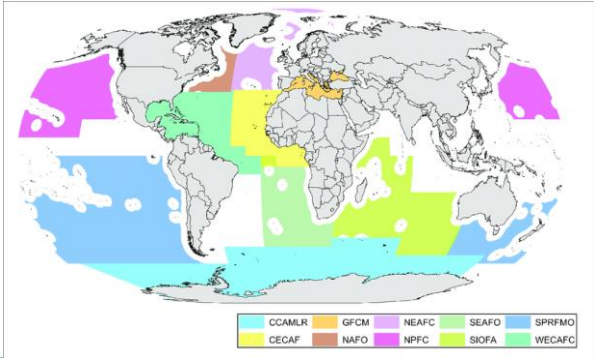 CCAMLR GFCM NEAFC SEAFO SPRFMO
CECAF NAFO NPFC SIOFA WECAFC